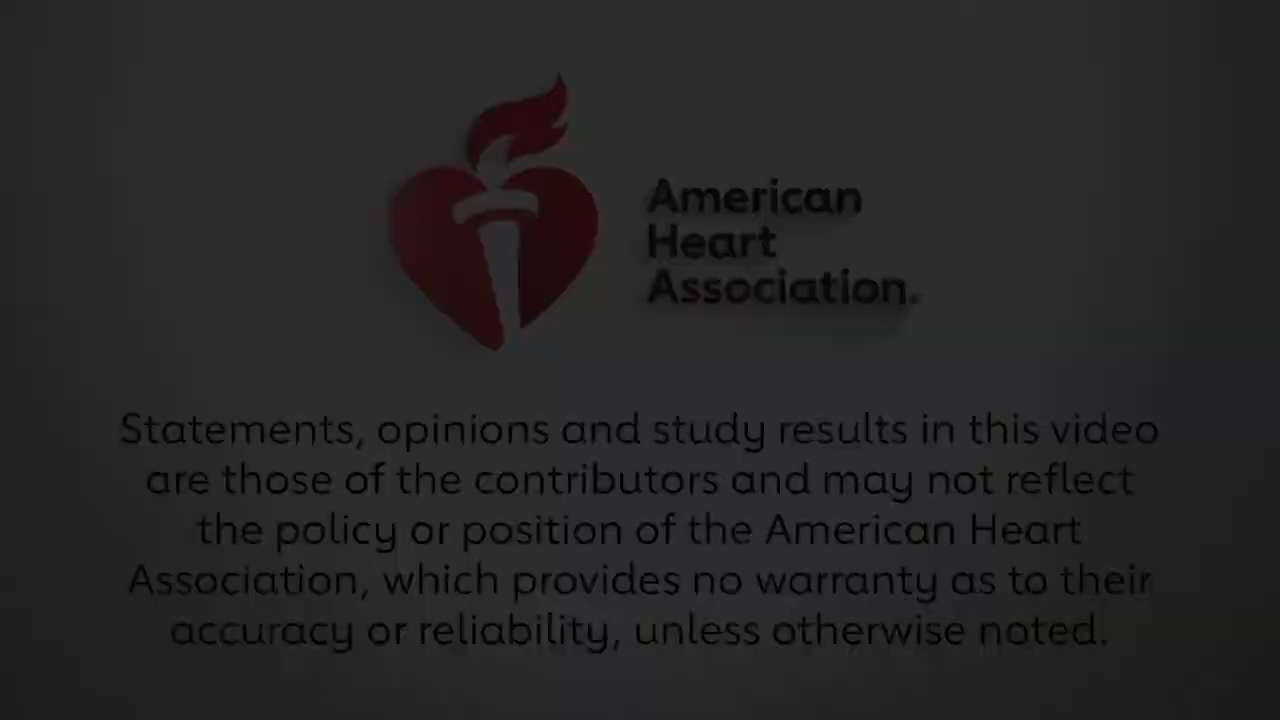 American
Heart
Association.
Statements, opinions and study results in this video
are those of the contributors and may not reflect
the policy or position of the American Heart
Association, which provides no warranty as to their
accuracy or reliability, unless otherwise noted.